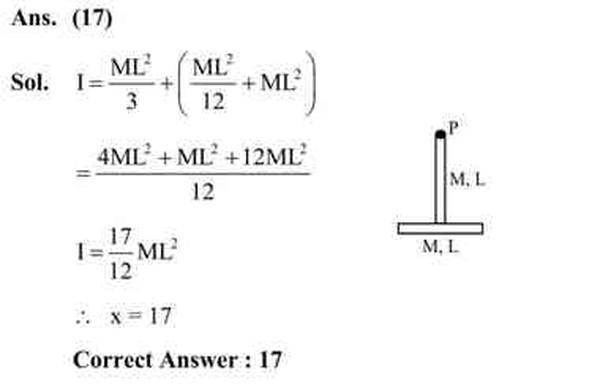 Ans. (17)
Sol. I = ML²/3 + (ML²/12 + ML²)
= (4ML² + ML² + 12ML²)/12
I = 17/12 ML²
∴ x = 17
Correct Answer : 17
P
M, L
M, L